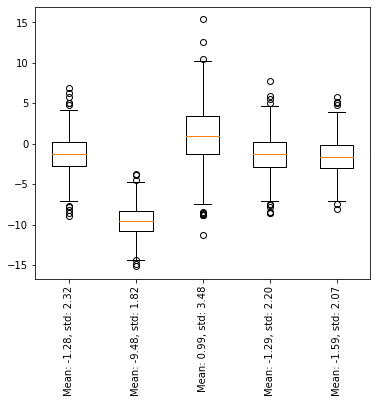 15
10
5
0
−5
−10
−15
Mean: -1.28, std: 2.32
Mean: -9.48, std: 1.82
Mean: 0.99, std: 3.48
Mean: -1.29, std: 2.20
Mean: -1.59, std: 2.07